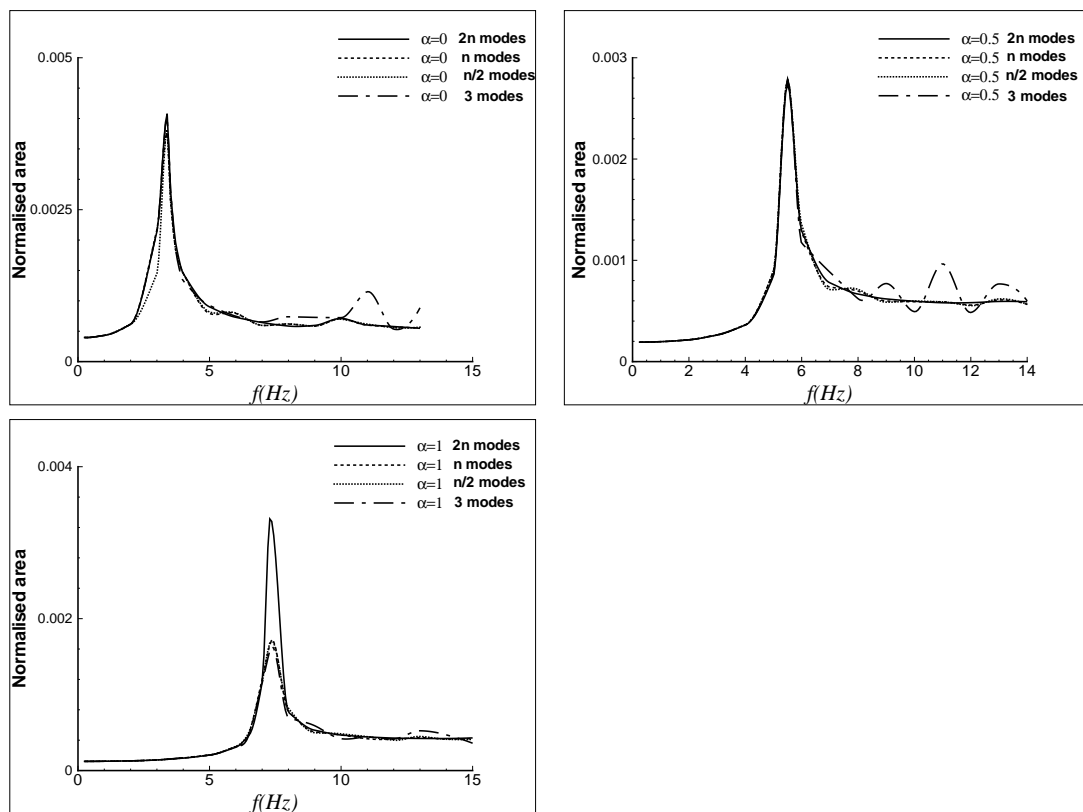 α=0 2n modes
α=0 n modes
α=0 n/2 modes
α=0 3 modes
0.005
0.0025
0
Normalised area
0 5 10 15
f(Hz)
α=0.5 2n modes
α=0.5 n modes
α=0.5 n/2 modes
α=0.5 3 modes
0.003
0.002
0.001
0
Normalised area
0 2 4 6 8 10 12 14
f(Hz)
α=1 2n modes
α=1 n modes
α=1 n/2 modes
α=1 3 modes
0.004
0.002
0
Normalised area
0 5 10 15
f(Hz)